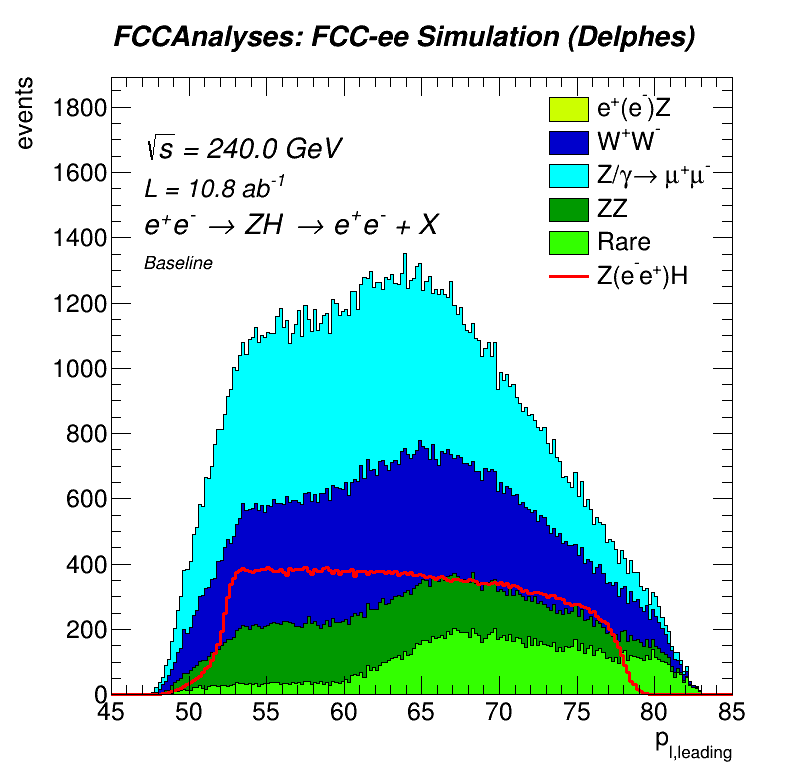 FCCAnalyses: FCC-ee Simulation (Delphes)
events
1800
1600
1400
1200
1000
800
600
400
200
0
√s = 240.0 GeV
L = 10.8 ab⁻¹
e⁺e⁻ → ZH → e⁺e⁻ + X
Baseline
e⁺(e⁻)Z
W⁺W⁻
Z/γ→ μ⁺μ⁻
ZZ
Rare
Z(e⁻e⁺)H
45 50 55 60 65 70 75 80 85
p_l,leading